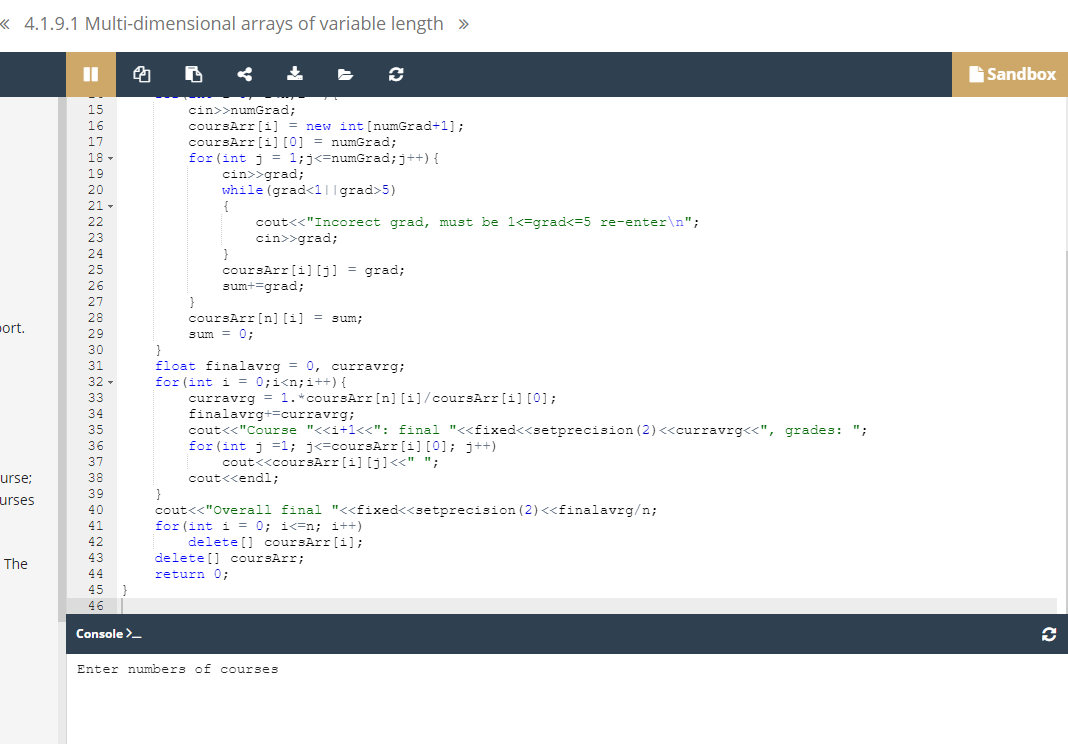 « 4.1.9.1 Multi-dimensional arrays of variable length »
Sandbox
15 cin>>numGrad;
16 coursArr[i] = new int[numGrad+1];
17 coursArr[i][0] = numGrad;
18 for(int j = 1;j<=numGrad;j++){
19 cin>>grad;
20 while(grad<1||grad>5)
21 {
22 cout<<"Incorect grad, must be 1<=grad<=5 re-enter\n";
23 cin>>grad;
24 }
25 coursArr[i][j] = grad;
26 sum+=grad;
27 }
28 coursArr[n][i] = sum;
29 sum = 0;
30 }
31 float finalavrg = 0, curravrg;
32 for(int i = 0;i<n;i++){
33 curravrg = 1.*coursArr[n][i]/coursArr[i][0];
34 finalavrg+=curravrg;
35 cout<<"Course "<<i+1<<": final "<<fixed<<setprecision(2)<<curravrg<<", grades: ";
36 for(int j =1; j<=coursArr[i][0]; j++)
37 cout<<coursArr[i][j]<<" ";
38 cout<<endl;
39 }
40 cout<<"Overall final "<<fixed<<setprecision(2)<<finalavrg/n;
41 for(int i = 0; i<=n; i++)
42 delete[] coursArr[i];
43 delete[] coursArr;
44 return 0;
45 }
46
ort.
urse;
urses
The
Console >_
Enter numbers of courses